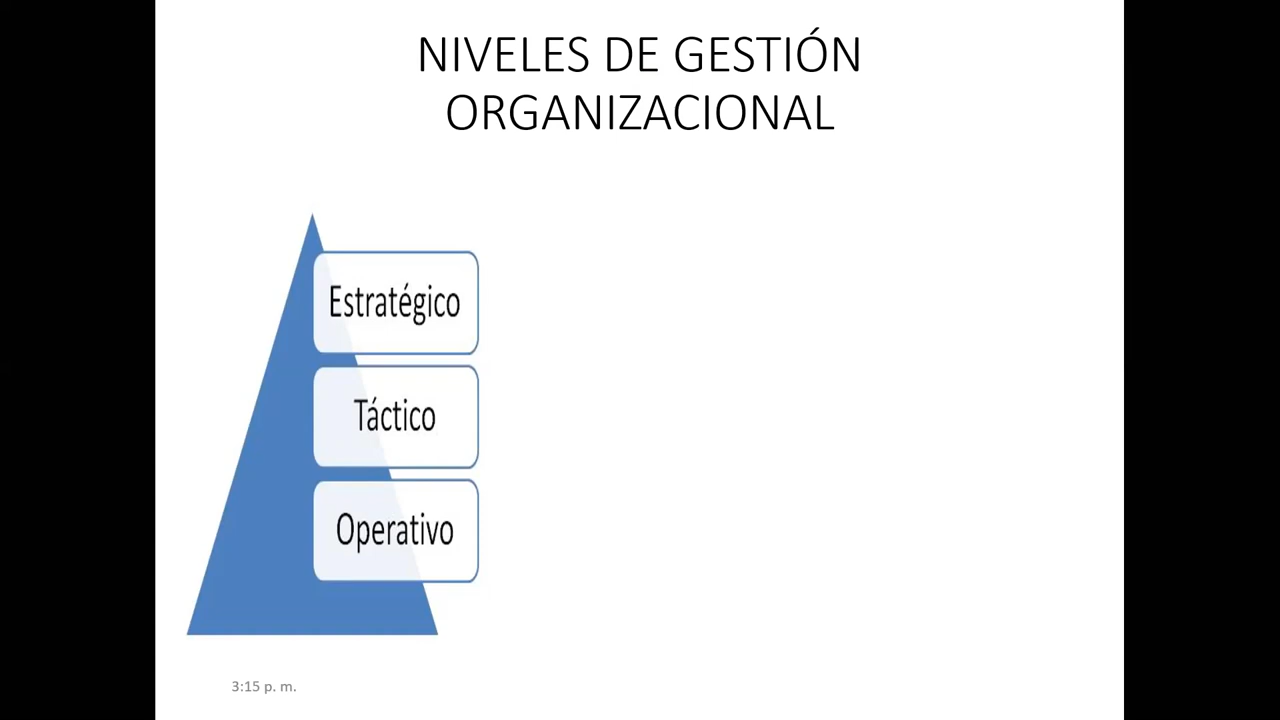 NIVELES DE GESTIÓN
ORGANIZACIONAL
Estratégico
Táctico
Operativo
3:15 p. m.